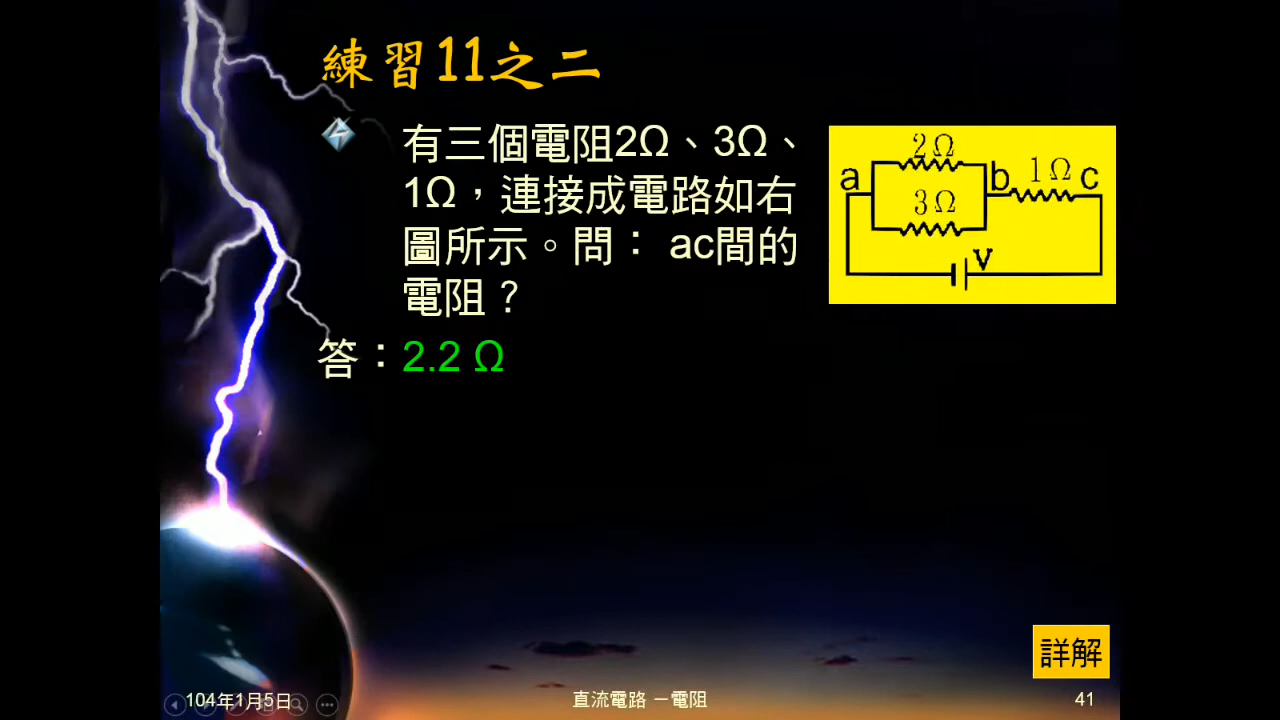 練習11之二
有三個電阻2Ω、3Ω、
1Ω，連接成電路如右
圖所示。問： ac間的
電阻？
答：2.2 Ω
2Ω
a
b
1Ω
c
3Ω
V
詳解
104年1月5日
直流電路 －電阻
41